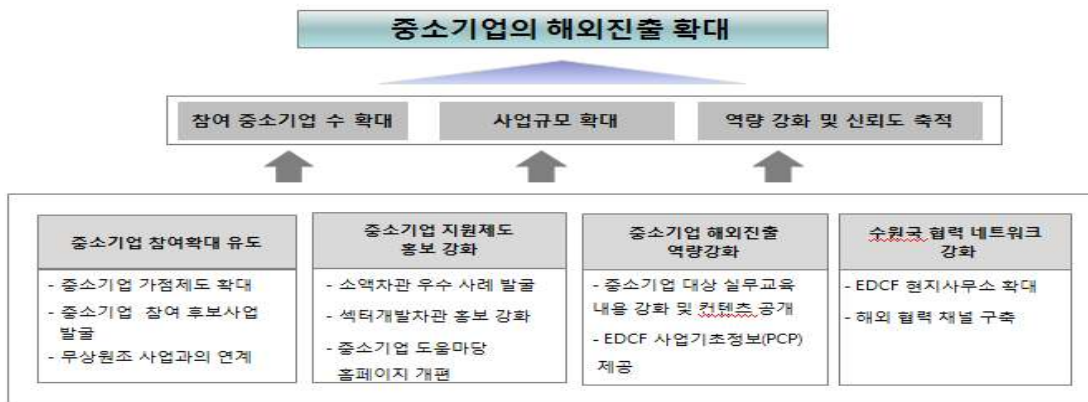 중소기업의 해외진출 확대
참여 중소기업 수 확대
사업규모 확대
역량 강화 및 신뢰도 축적
중소기업 참여확대 유도
- 중소기업 가점제도 확대
- 중소기업 참여 후보사업
발굴
- 무상원조 사업과의 연계
중소기업 지원제도
홍보 강화
- 소액차관 우수 사례 발굴
- 섹터개발차관 홍보 강화
- 중소기업 도움마당
홈페이지 개편
중소기업 해외진출
역량강화
- 중소기업 대상 실무교육
내용 강화 및 컨텐츠 공개
- EDCF 사업기초정보(PCP)
제공
수원국 협력 네트워크
강화
- EDCF 현지사무소 확대
- 해외 협력 채널 구축